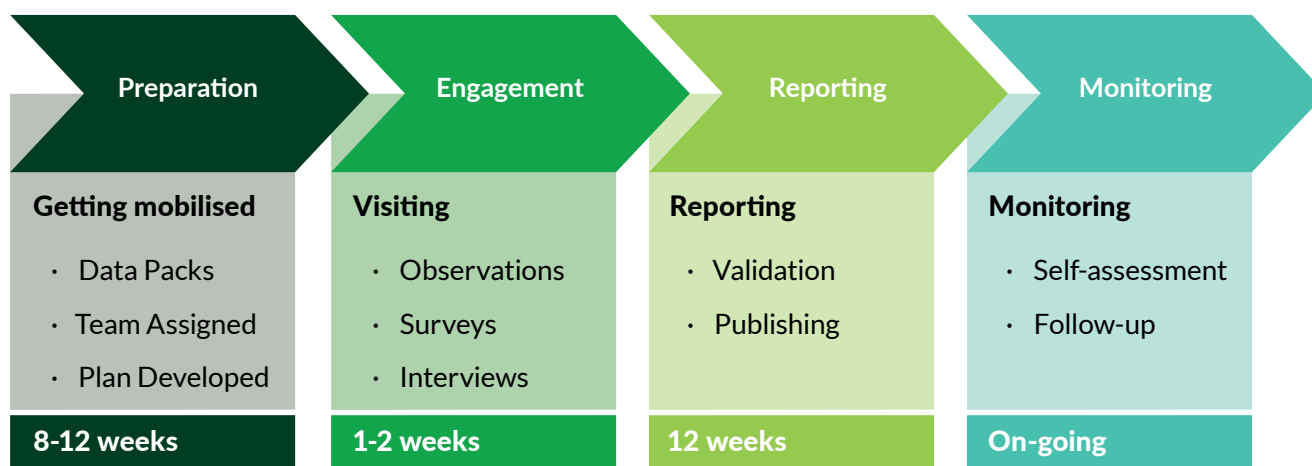 Preparation
Engagement
Reporting
Monitoring
Getting mobilised
· Data Packs
· Team Assigned
· Plan Developed
8-12 weeks
Visiting
· Observations
· Surveys
· Interviews
1-2 weeks
Reporting
· Validation
· Publishing
12 weeks
Monitoring
· Self-assessment
· Follow-up
On-going